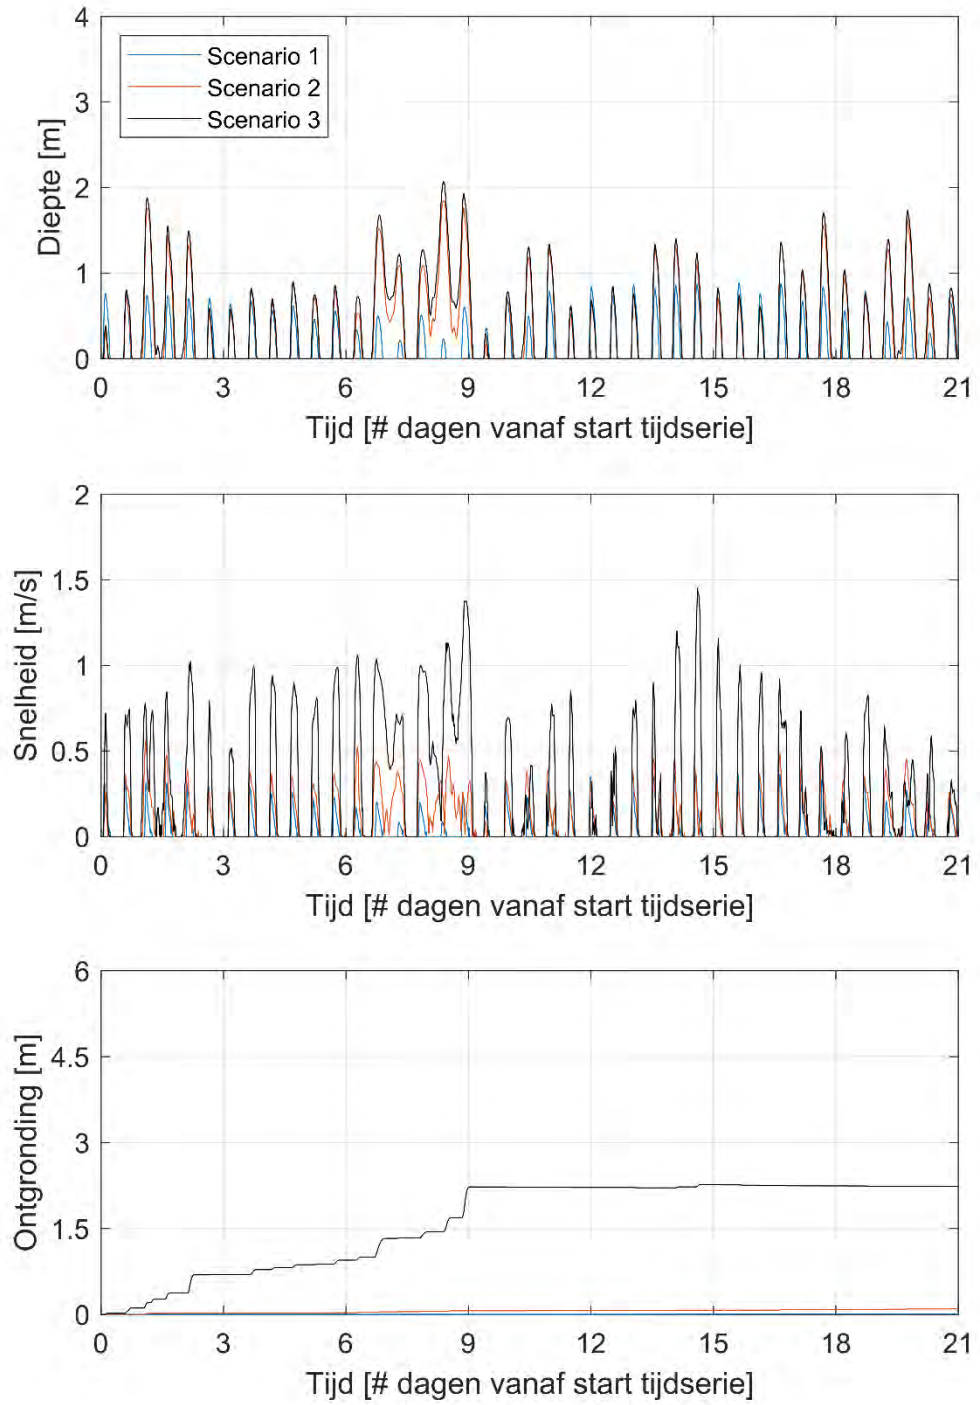 4
3
2
1
0
Diepte [m]
Scenario 1
Scenario 2
Scenario 3
0 3 6 9 12 15 18 21
Tijd [# dagen vanaf start tijdserie]
2
1.5
1
0.5
0
Snelheid [m/s]
0 3 6 9 12 15 18 21
Tijd [# dagen vanaf start tijdserie]
6
4.5
3
1.5
0
Ontgronding [m]
0 3 6 9 12 15 18 21
Tijd [# dagen vanaf start tijdserie]